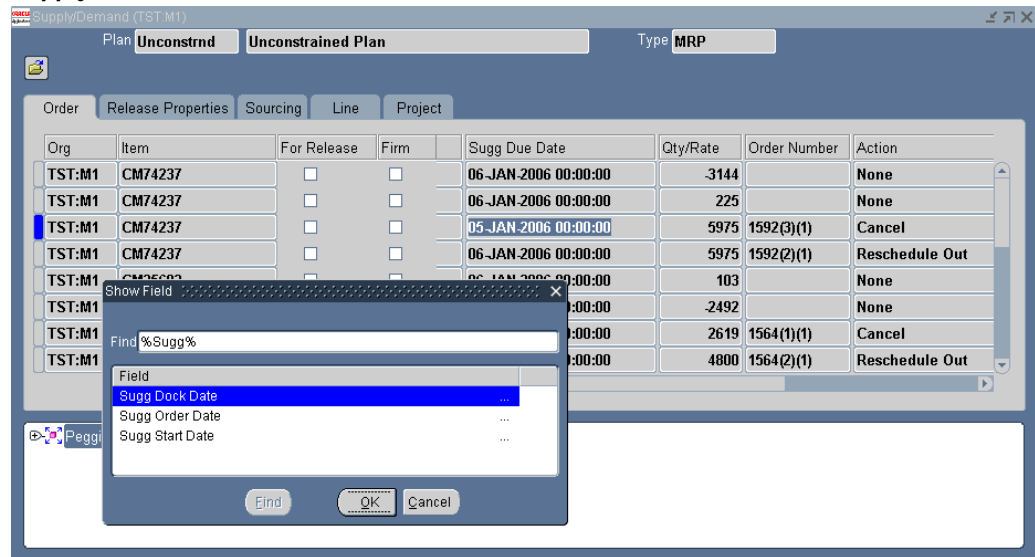 ORACLE
Supply/Demand (TST:M1)
Plan Unconstrnd Unconstrained Plan Type MRP
Order Release Properties Sourcing Line Project
Org Item For Release Firm Sugg Due Date Qty/Rate Order Number Action
TST:M1 CM74237 06-JAN-2006 00:00:00 -3144 None
TST:M1 CM74237 06-JAN-2006 00:00:00 225 None
TST:M1 CM74237 05-JAN-2006 00:00:00 5975 1592(3)(1) Cancel
TST:M1 CM74237 06-JAN-2006 00:00:00 5975 1592(2)(1) Reschedule Out
TST:M1 :00:00 103 None
TST:M1 :00:00 -2492 None
TST:M1 :00:00 2619 1564(1)(1) Cancel
TST:M1 :00:00 4800 1564(2)(1) Reschedule Out
Show Field
Find %Sugg%
Field
Sugg Dock Date ...
Sugg Order Date ...
Sugg Start Date ...
Find OK Cancel
Peggi